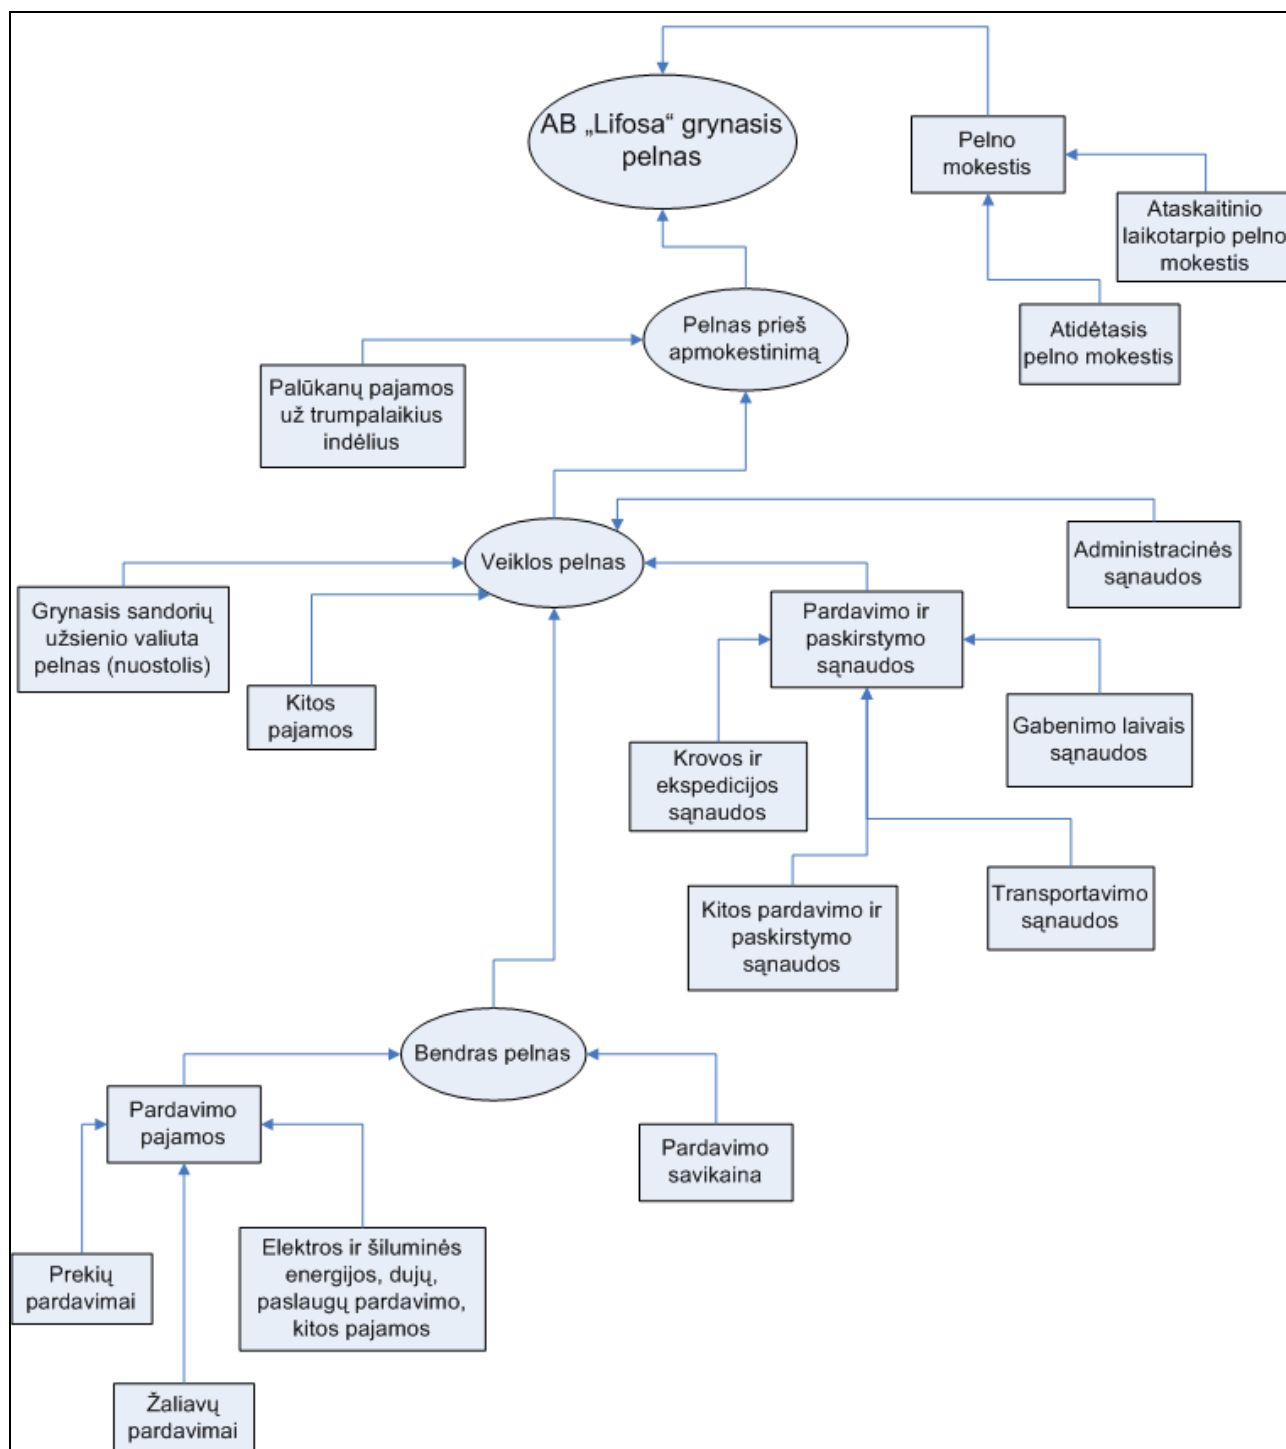 AB „Lifosa“ grynasis
pelnas
Pelno
mokestis
Ataskaitinio
laikotarpio pelno
mokestis
Atidėtasis
pelno mokestis
Pelnas prieš
apmokestinimą
Palūkanų pajamos
už trumpalaikius
indėlius
Veiklos pelnas
Administracinės
sąnaudos
Grynasis sandorių
užsienio valiuta
pelnas (nuostolis)
Kitos
pajamos
Pardavimo ir
paskirstymo
sąnaudos
Gabenimo laivais
sąnaudos
Krovos ir
ekspedicijos
sąnaudos
Kitos pardavimo ir
paskirstymo
sąnaudos
Transportavimo
sąnaudos
Bendras pelnas
Pardavimo
pajamos
Pardavimo
savikaina
Prekių
pardavimai
Elektros ir šiluminės
energijos, dujų,
paslaugų pardavimo,
kitos pajamos
Žaliavų
pardavimai